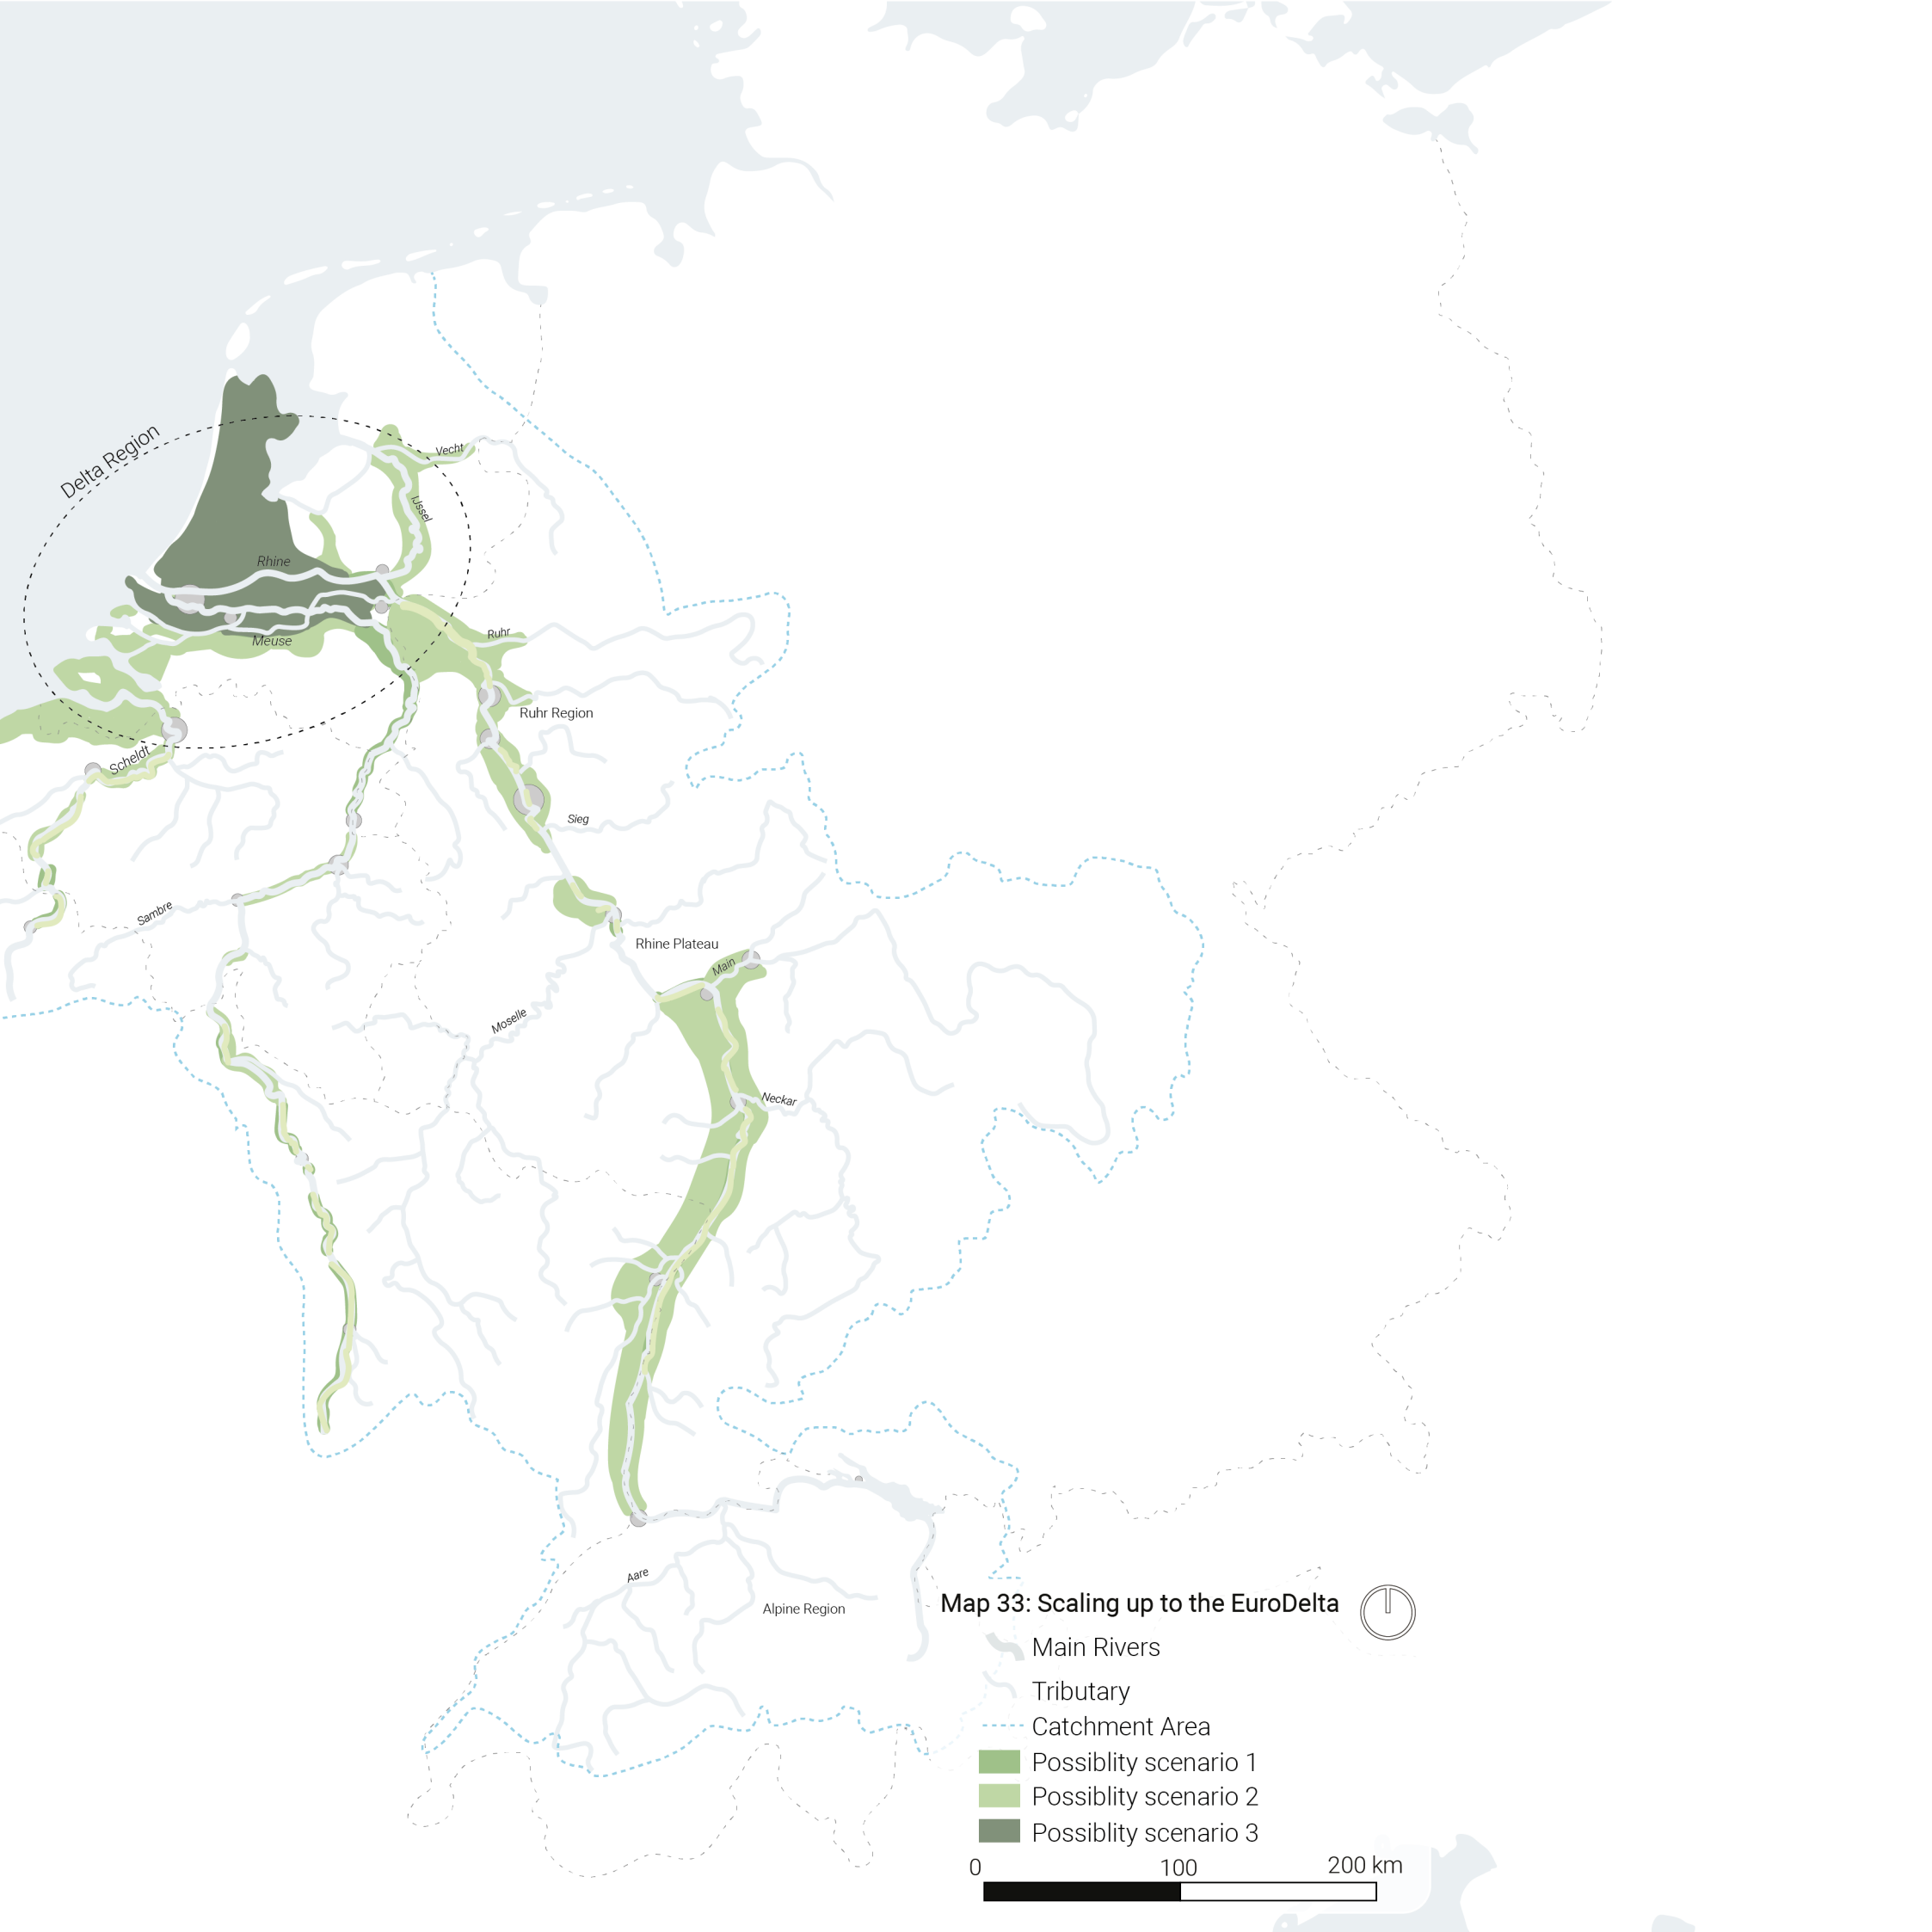 Delta Region
Vecht
IJssel
Rhine
Meuse
Ruhr
Ruhr Region
Scheldt
Sieg
Sambre
Rhine Plateau
Main
Moselle
Neckar
Aare
Alpine Region
Map 33: Scaling up to the EuroDelta
Main Rivers
Tributary
Catchment Area
Possiblity scenario 1
Possiblity scenario 2
Possiblity scenario 3
0 100 200 km